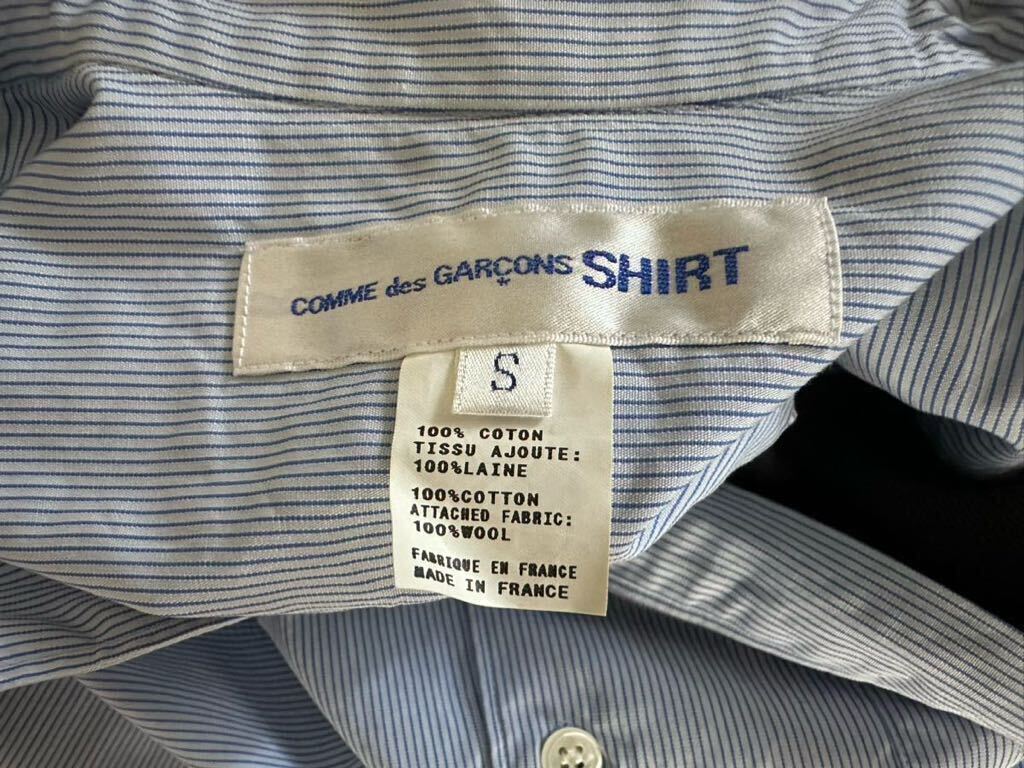 COMME des GARÇONS SHIRT
S
100% COTON
TISSU AJOUTE:
100%LAINE
100%COTTON
ATTACHED FABRIC:
100%WOOL
FABRIQUE EN FRANCE
MADE IN FRANCE